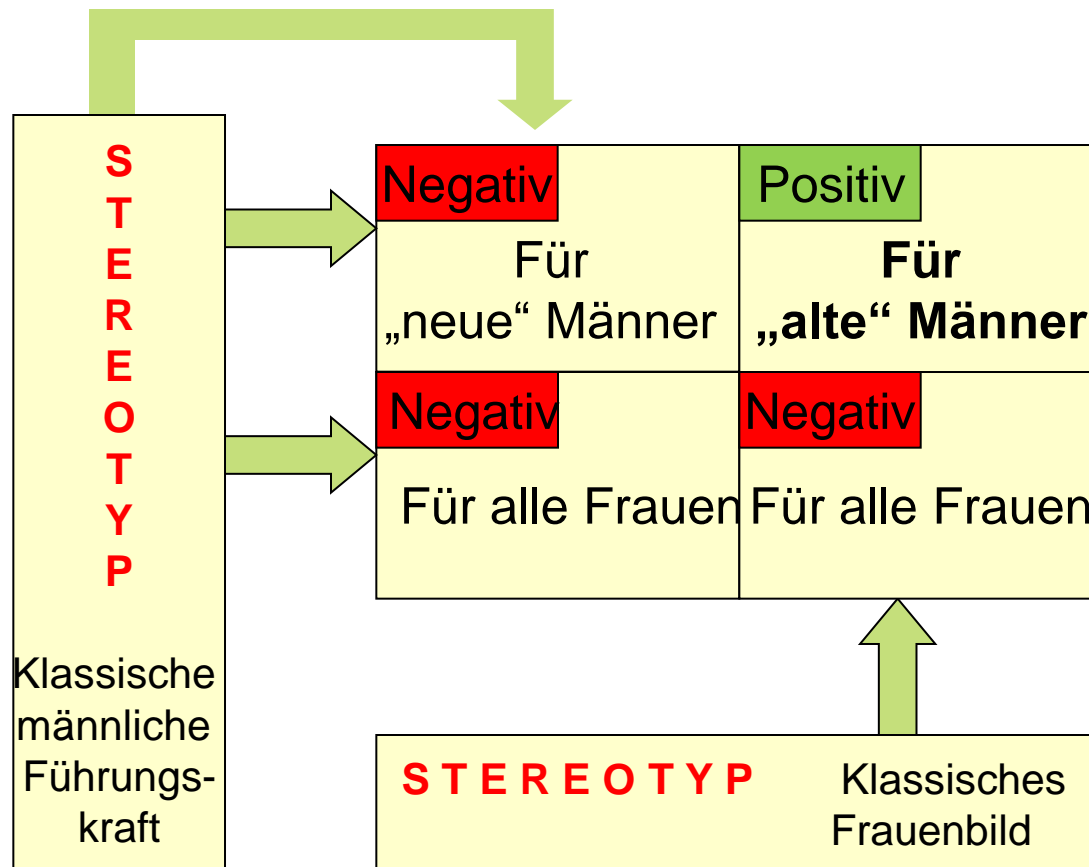 S
T
E
R
E
O
T
Y
P
Klassische
männliche
Führungs-
kraft
Negativ
Für
„neue“ Männer
Positiv
Für
„alte“ Männer
Negativ
Für alle Frauen
Negativ
Für alle Frauen
S T E R E O T Y P Klassisches
Frauenbild